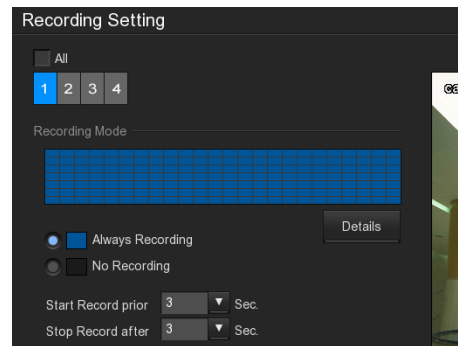 Recording Setting
All
1 2 3 4
Recording Mode
Details
Always Recording
No Recording
Start Record prior 3 Sec.
Stop Record after 3 Sec.